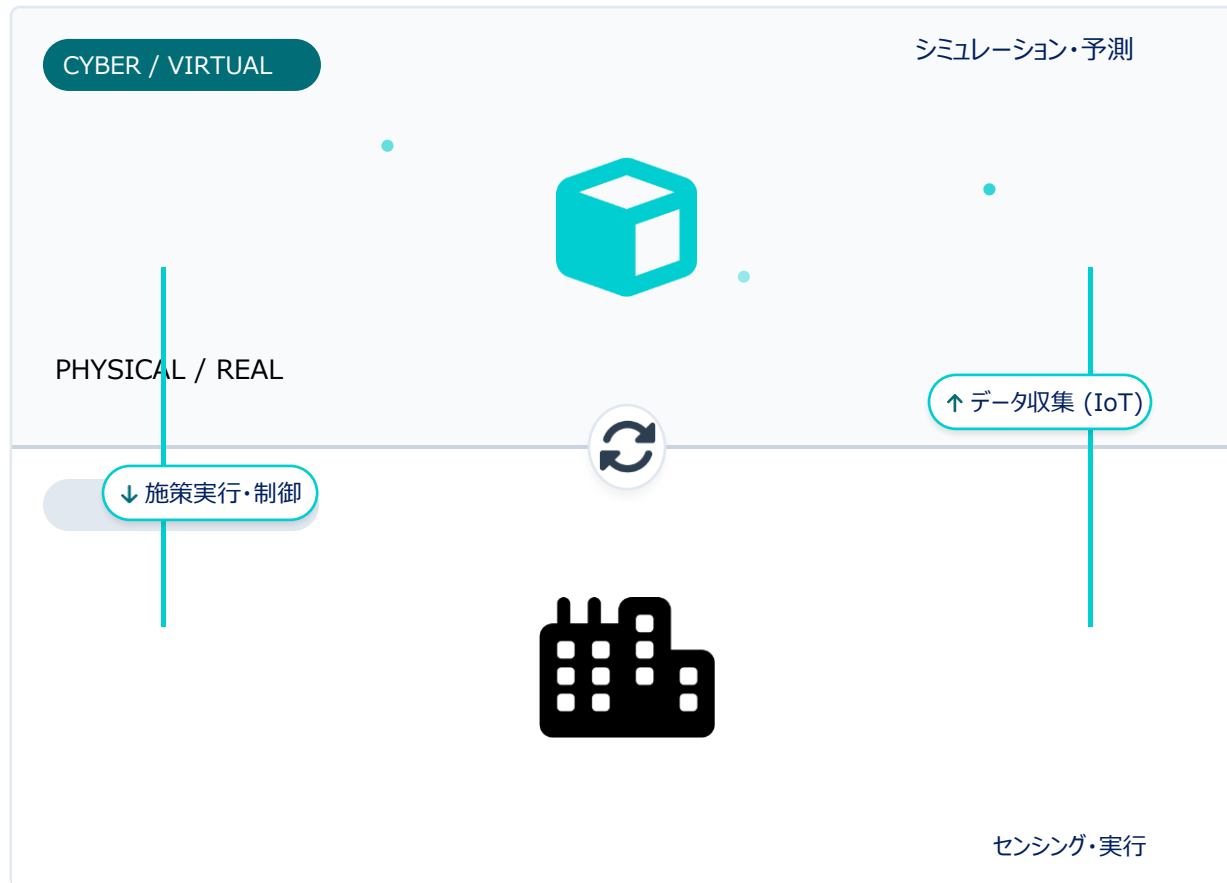 CYBER / VIRTUAL
シミュレーション・予測
PHYSICAL / REAL
↑ データ収集 (IoT)
↓ 施策実行・制御
センシング・実行